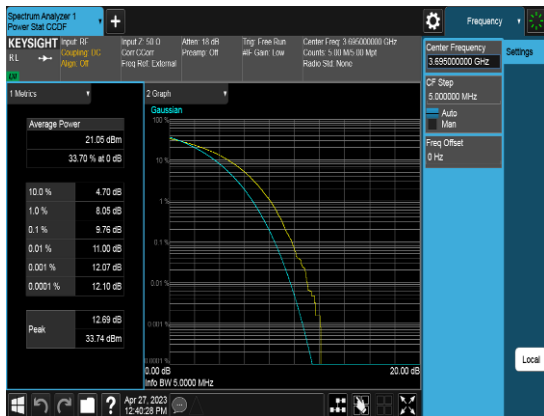 Spectrum Analyzer 1
Power Stat CCDF
Frequency
KEYSIGHT
Input: RF
Coupling: DC
Align: Off
Input Z: 50 Ω
Corr CCorr
Freq Ref: External
Atten: 18 dB
Preamp: Off
Trig: Free Run
#IF Gain: Low
Center Freq: 3.695000000 GHz
Counts: 5.00 M/5.00 Mpt
Radio Std: None
RL
Center Frequency
3.695000000 GHz
Settings
CF Step
5.000000 MHz
Auto
Man
Freq Offset
0 Hz
1 Metrics
2 Graph
Gaussian
Average Power
21.05 dBm
33.70 % at 0 dB
10.0 % 4.70 dB
1.0 % 8.05 dB
0.1 % 9.76 dB
0.01 % 11.00 dB
0.001 % 12.07 dB
0.0001 % 12.10 dB
Peak
12.69 dB
33.74 dBm
100 %
10 %
1 %
0.1 %
0.01 %
0.001 %
0.0001 %
0.00 dB
20.00 dB
Info BW 5.0000 MHz
Local
?
Apr 27, 2023
12:40:28 PM